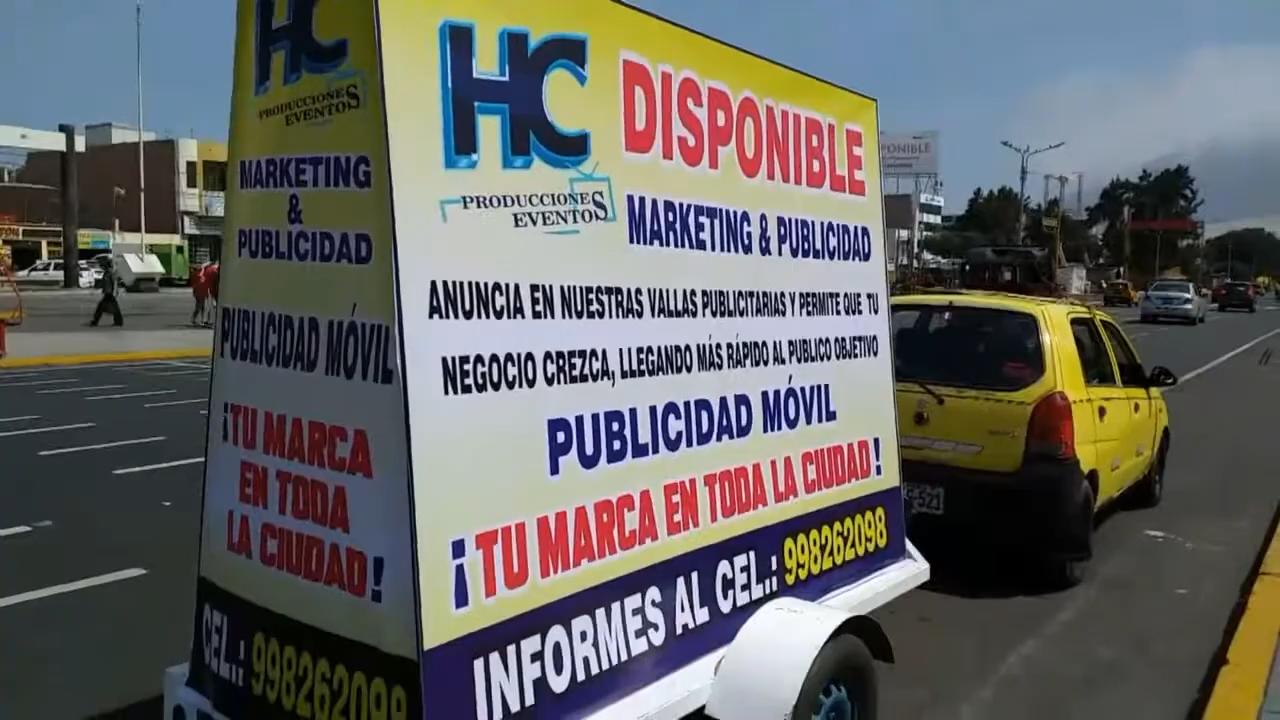 HC
PRODUCCIONES
EVENTOS
MARKETING
&
PUBLICIDAD
PUBLICIDAD MÓVIL
¡TU MARCA
EN TODA
LA CIUDAD!
CEL.: 998262098
HC
PRODUCCIONES
EVENTOS
DISPONIBLE
MARKETING & PUBLICIDAD
ANUNCIA EN NUESTRAS VALLAS PUBLICITARIAS Y PERMITE QUE TU
NEGOCIO CREZCA, LLEGANDO MÁS RÁPIDO AL PUBLICO OBJETIVO
PUBLICIDAD MÓVIL
¡TU MARCA EN TODA LA CIUDAD!
INFORMES AL CEL.: 998262098
PONIBLE